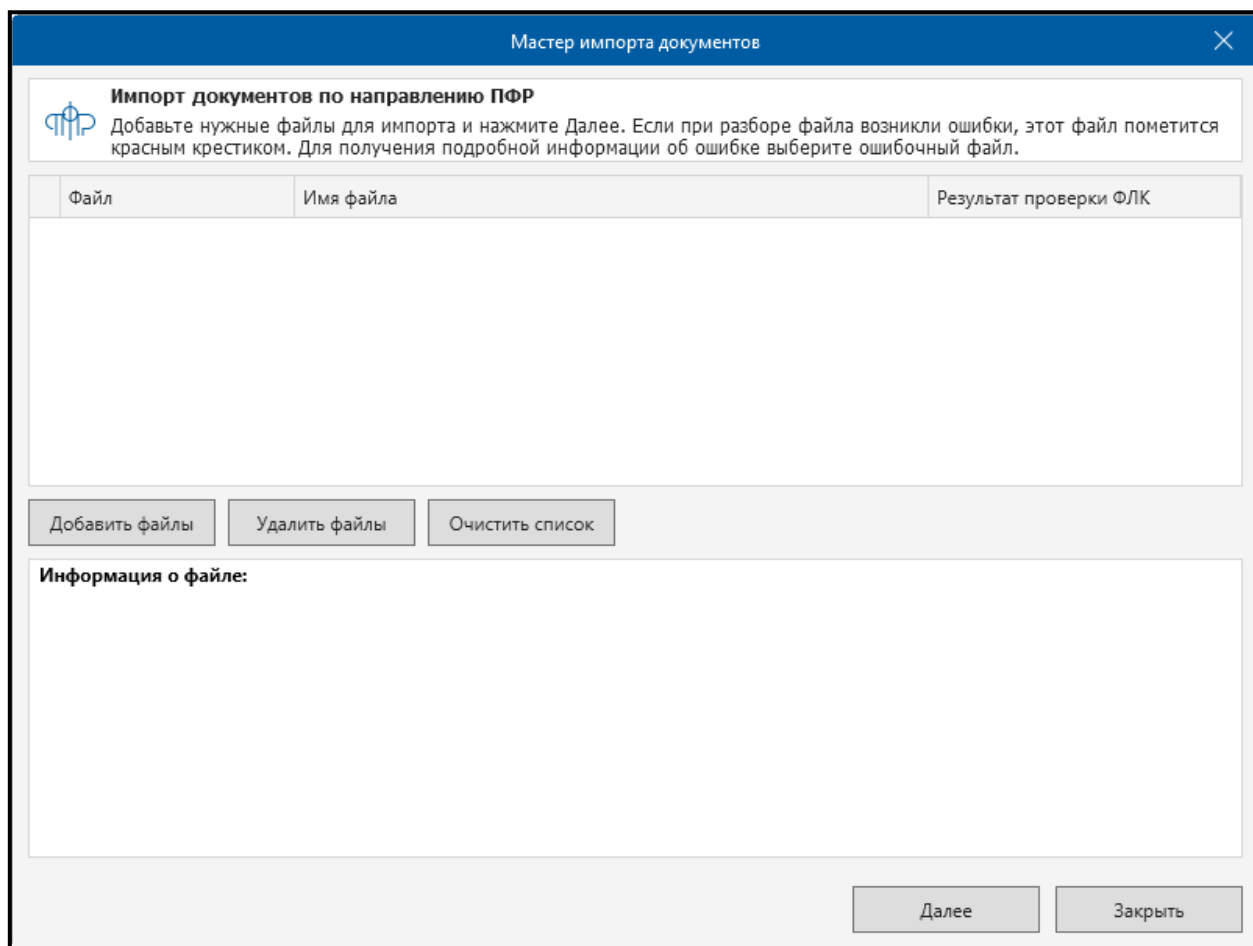 Мастер импорта документов
Импорт документов по направлению ПФР
Добавьте нужные файлы для импорта и нажмите Далее. Если при разборе файла возникли ошибки, этот файл пометится
красным крестиком. Для получения подробной информации об ошибке выберите ошибочный файл.
Файл Имя файла Результат проверки ФЛК
Добавить файлы Удалить файлы Очистить список
Информация о файле:
Далее Закрыть